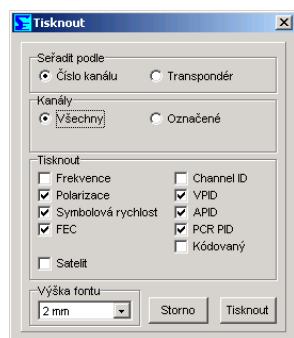 Tisknout
Seřadit podle
Číslo kanálu Transpondér
Kanály
Všechny Označené
Tisknout
Frekvence Channel ID
Polarizace VPID
Symbolová rychlost APID
FEC PCR PID
Kódovaný
Satelit
Výška fontu
2 mm Storno Tisknout